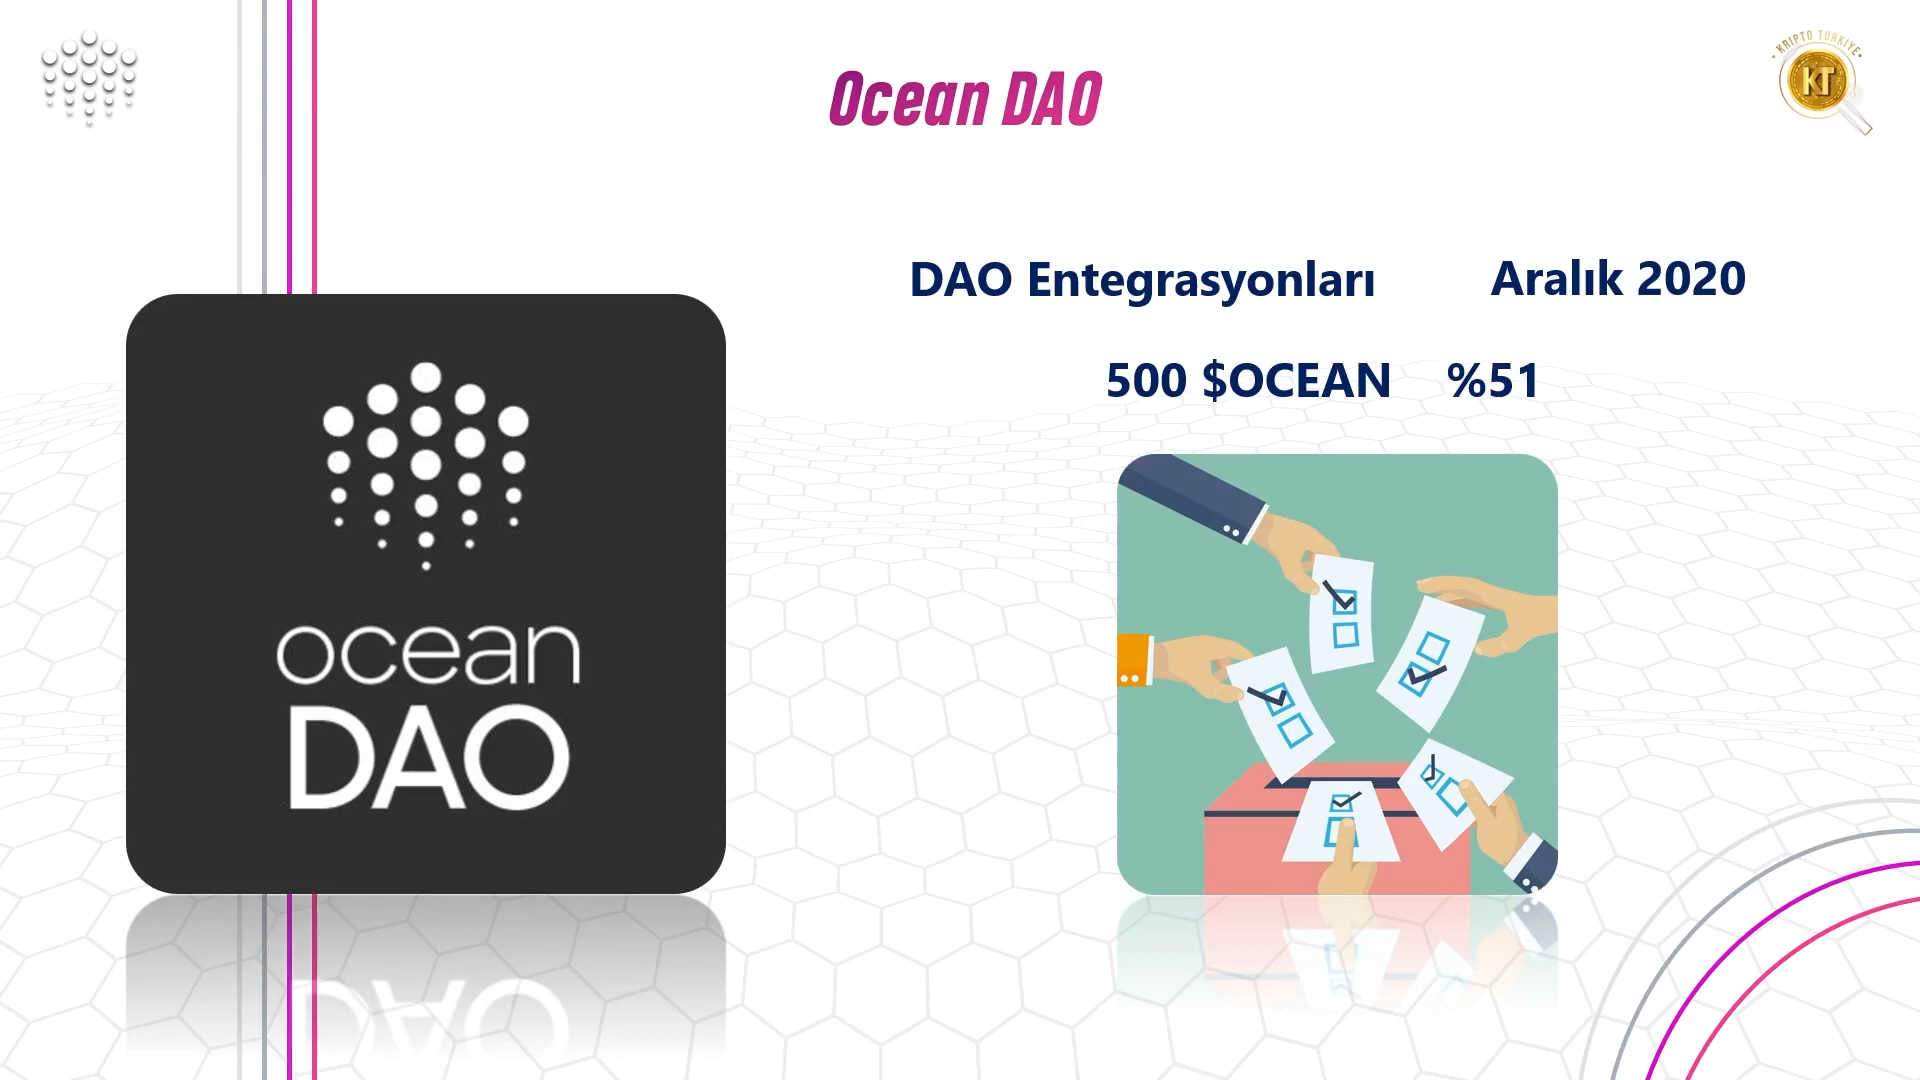 KRIPTO TURKIYE
KT
Ocean DAO
DAO Entegrasyonları
Aralık 2020
500 $OCEAN
%51
ocean
DAO